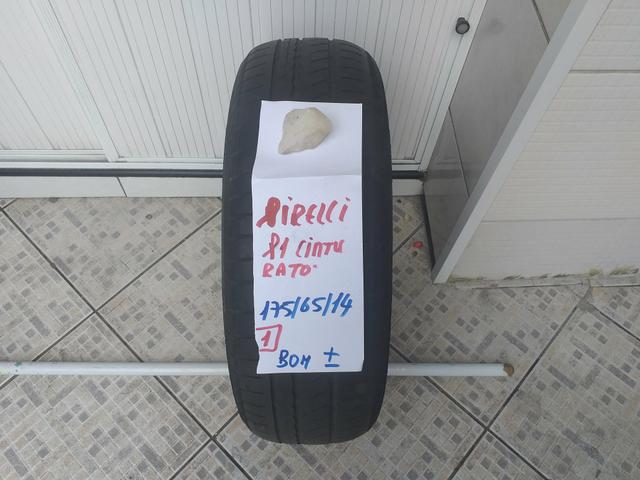 PIRELLI
P1 CINTU
RATO
175/65/14
1
BOM ±